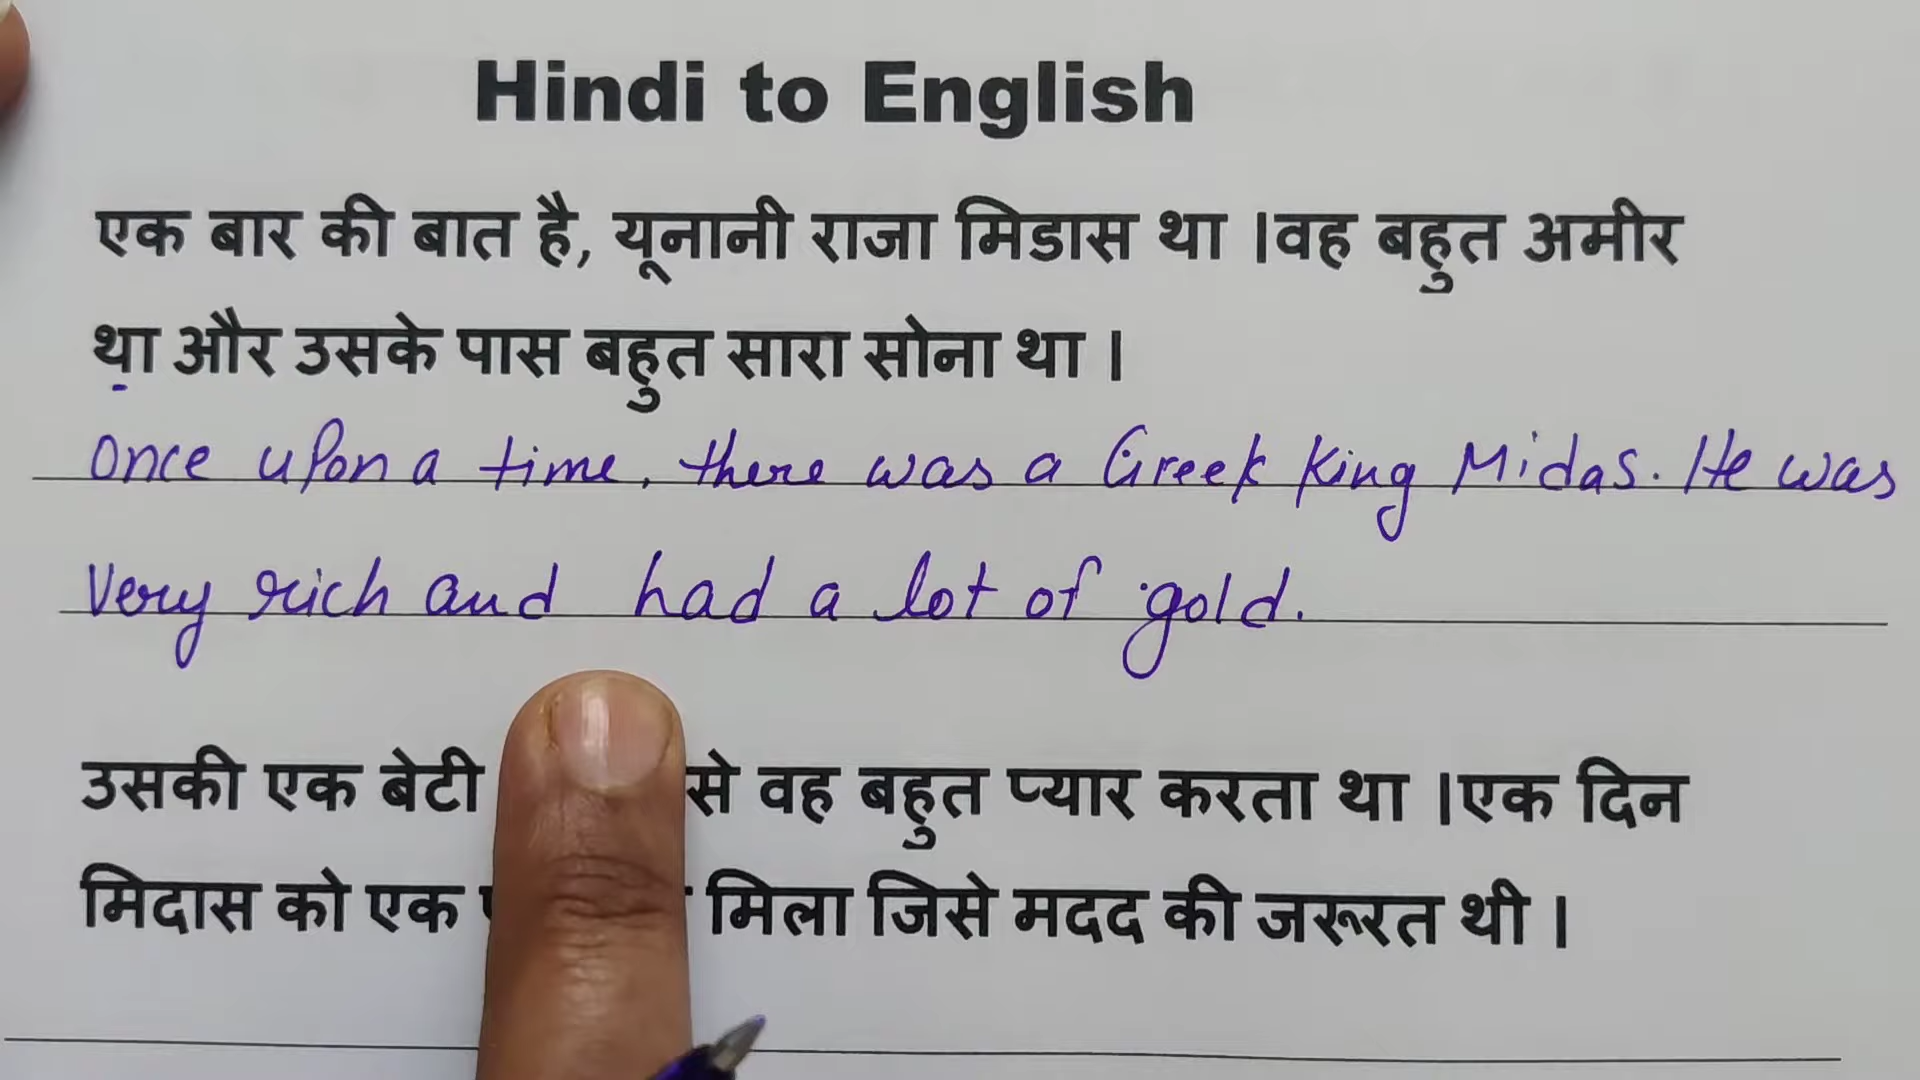 Hindi to English
एक बार की बात है, यूनानी राजा मिडास था ।वह बहुत अमीर
था और उसके पास बहुत सारा सोना था ।
Once upon a time, there was a Greek King Midas. He was
very rich and had a lot of gold.
उसकी एक बेटी से वह बहुत प्यार करता था ।एक दिन
मिदास को एक मिला जिसे मदद की जरूरत थी ।